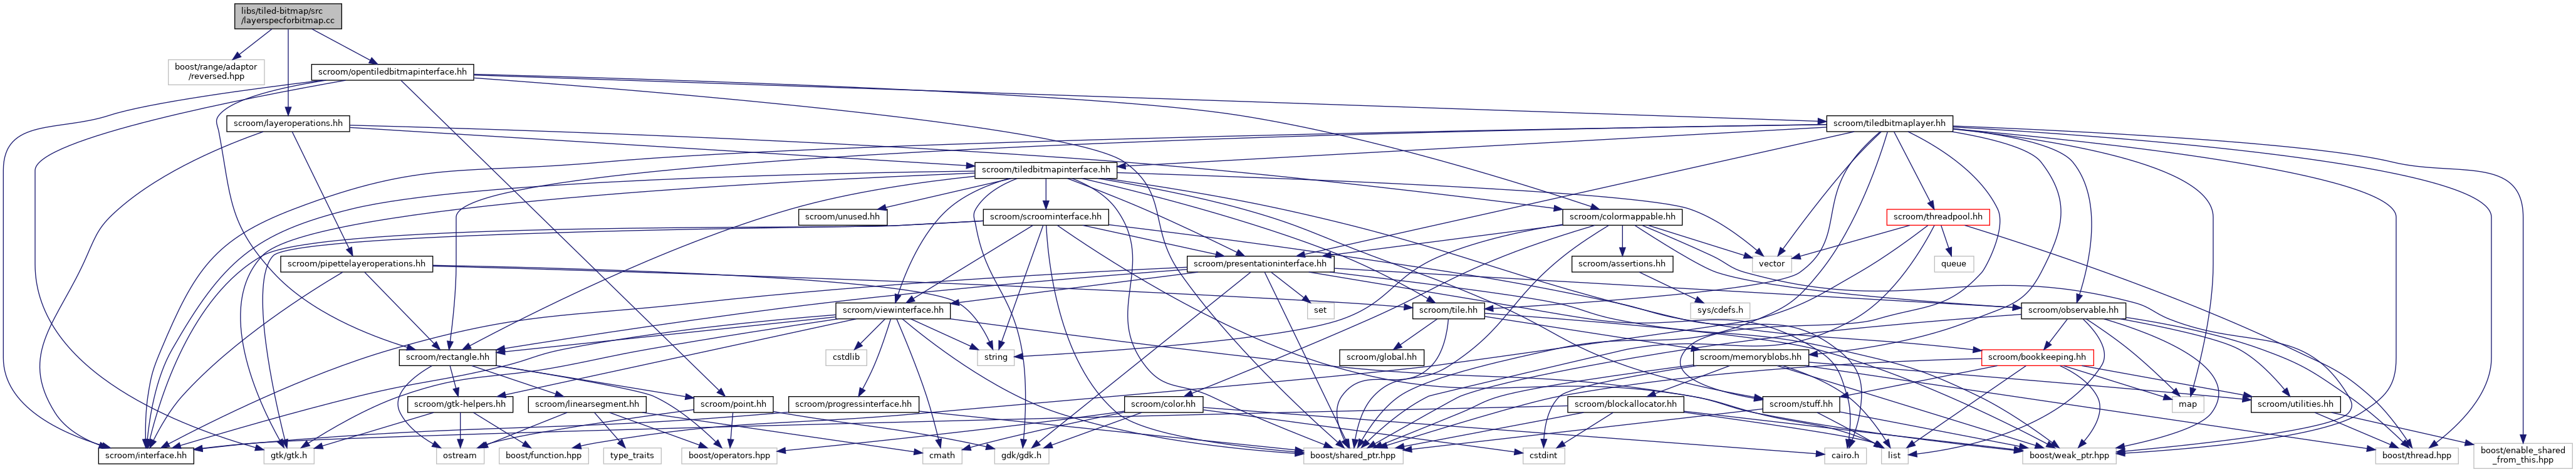 libs/tiled-bitmap/src
/layerspecforbitmap.cc
boost/range/adaptor
/reversed.hpp
scroom/opentiledbitmapinterface.hh
scroom/layeroperations.hh
scroom/tiledbitmaplayer.hh
scroom/tiledbitmapinterface.hh
scroom/unused.hh
scroom/scroominterface.hh
scroom/colormappable.hh
scroom/threadpool.hh
scroom/pipettelayeroperations.hh
scroom/presentationinterface.hh
scroom/assertions.hh
vector
queue
scroom/viewinterface.hh
set
scroom/tile.hh
sys/cdefs.h
scroom/observable.hh
scroom/rectangle.hh
cstdlib
string
scroom/global.hh
scroom/memoryblobs.hh
scroom/bookkeeping.hh
scroom/gtk-helpers.hh
scroom/linearsegment.hh
scroom/point.hh
scroom/progressinterface.hh
scroom/color.hh
scroom/blockallocator.hh
scroom/stuff.hh
map
scroom/utilities.hh
scroom/interface.hh
gtk/gtk.h
ostream
boost/function.hpp
type_traits
boost/operators.hpp
cmath
gdk/gdk.h
boost/shared_ptr.hpp
cstdint
cairo.h
list
boost/weak_ptr.hpp
boost/thread.hpp
boost/enable_shared
_from_this.hpp